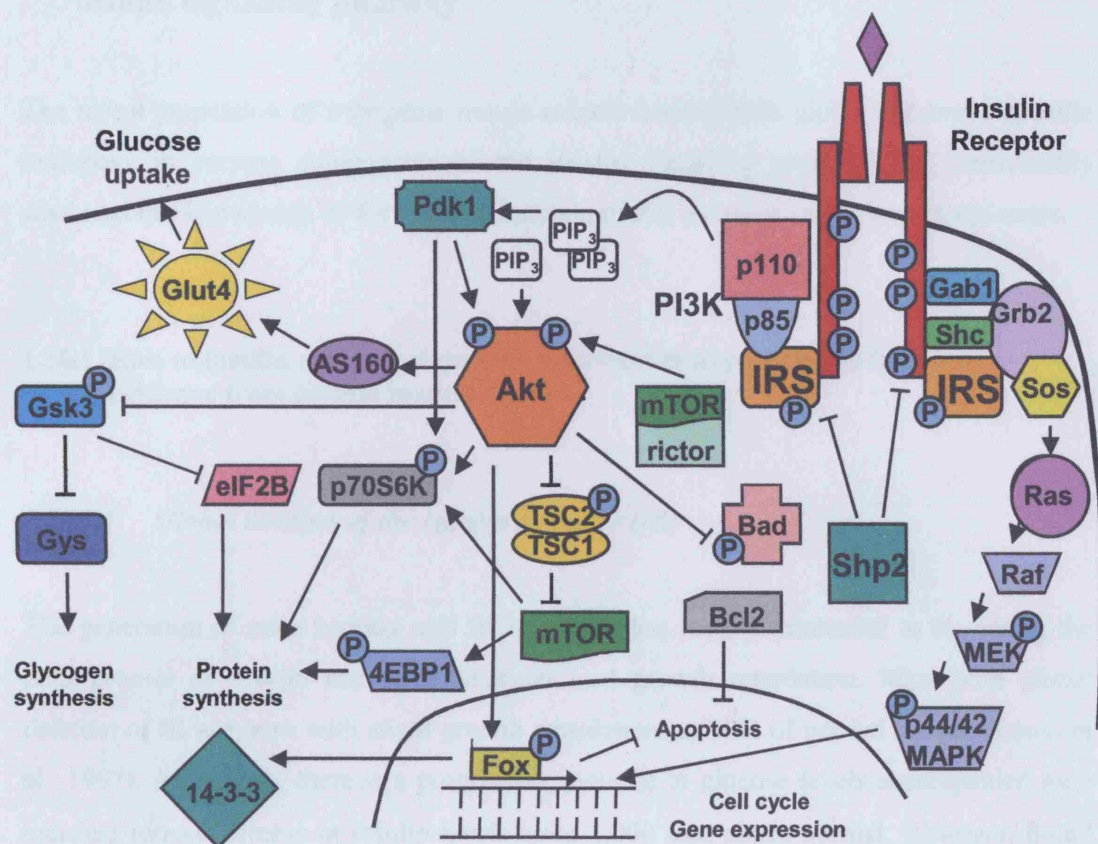 Insulin
Receptor
Glucose
uptake
Pdk1
PIP3
PIP3
PIP3
p110
PI3K
p85
IRS
P
P
P
P
P
P
P
P
Gab1
Shc
Grb2
IRS
Sos
Glut4
AS160
P
P
Akt
mTOR
rictor
P
Gsk3
eIF2B
P
p70S6K
P
TSC2
TSC1
Bad
P
Ras
Gys
Shp2
Raf
mTOR
Bcl2
P
MEK
Glycogen
synthesis
Protein
synthesis
P
4EBP1
P
p44/42
MAPK
14-3-3
P
Fox
Apoptosis
Cell cycle
Gene expression